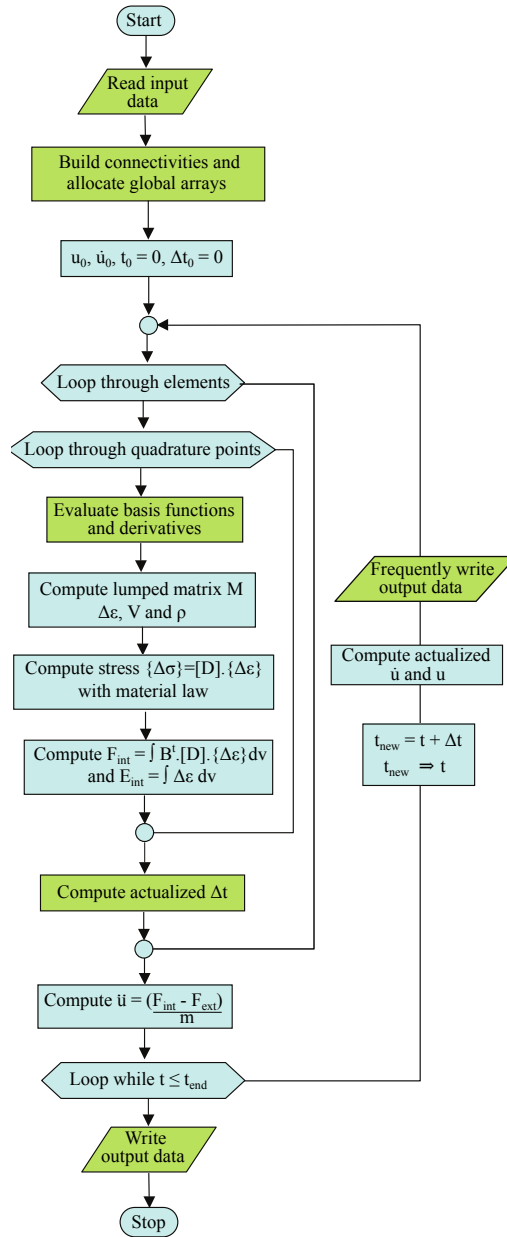 Start
Read input
data
Build connectivities and
allocate global arrays
u₀, u̇₀, t₀ = 0, Δt₀ = 0
Loop through elements
Loop through quadrature points
Evaluate basis functions
and derivatives
Compute lumped matrix M
Δε, V and ρ
Compute stress {Δσ}=[D].{Δε}
with material law
Compute F_int = ∫ Bᵗ.[D].{Δε}dv
and E_int = ∫ Δε dv
Compute actualized Δt
Compute ü = (F_int - F_ext)
m
Loop while t ≤ t_end
Write
output data
Stop
Frequently write
output data
Compute actualized
u̇ and u
t_new = t + Δt
t_new ⇒ t